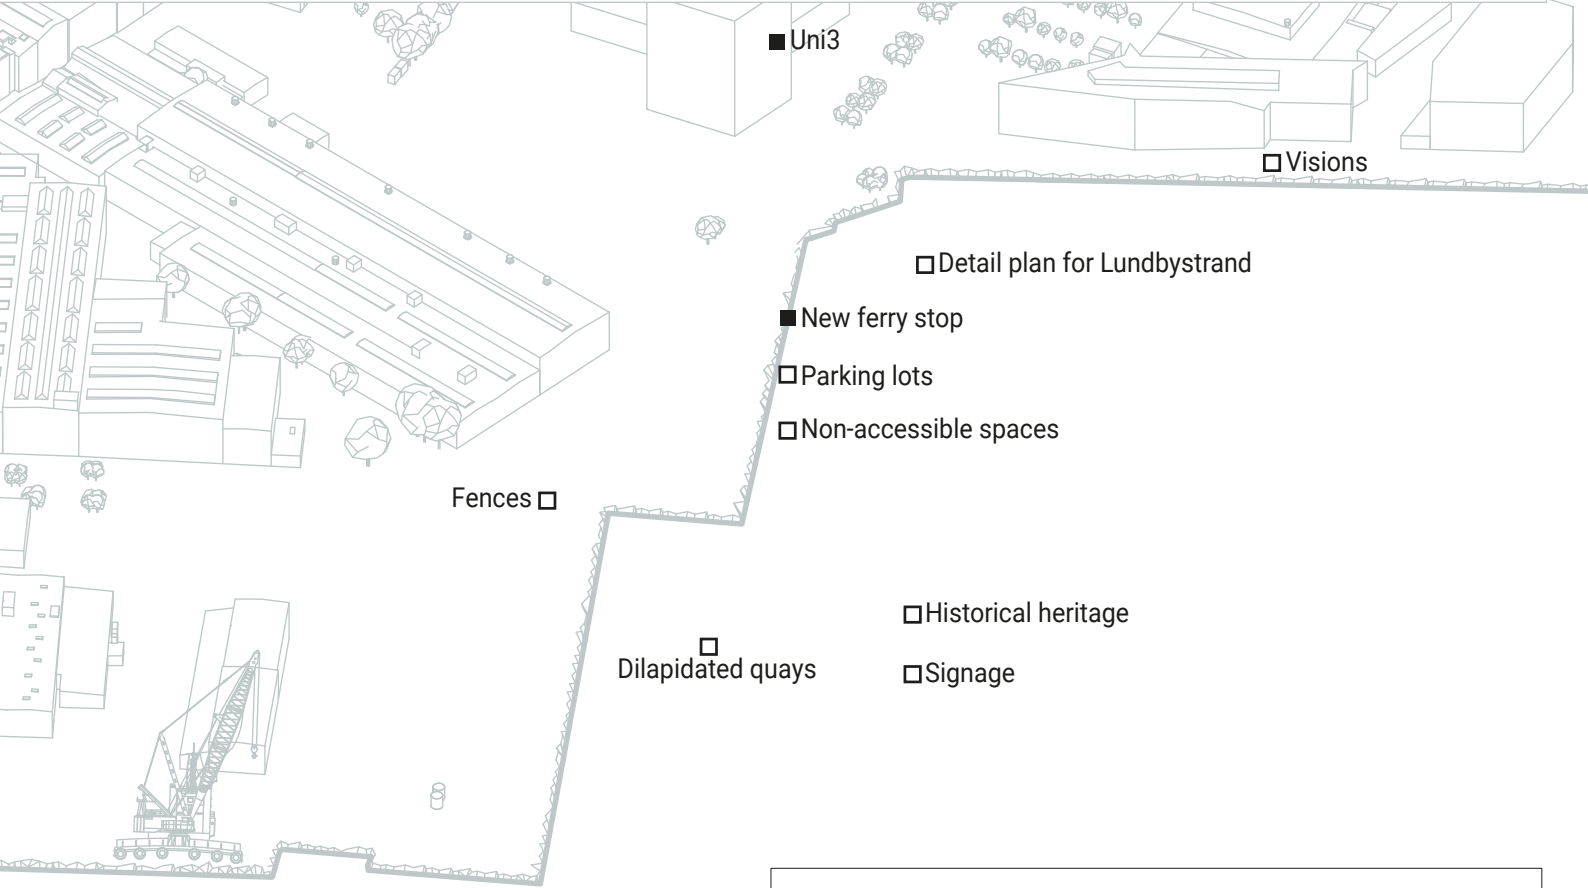 Uni3
Visions
Detail plan for Lundbystrand
New ferry stop
Parking lots
Non-accessible spaces
Fences
Historical heritage
Dilapidated quays
Signage